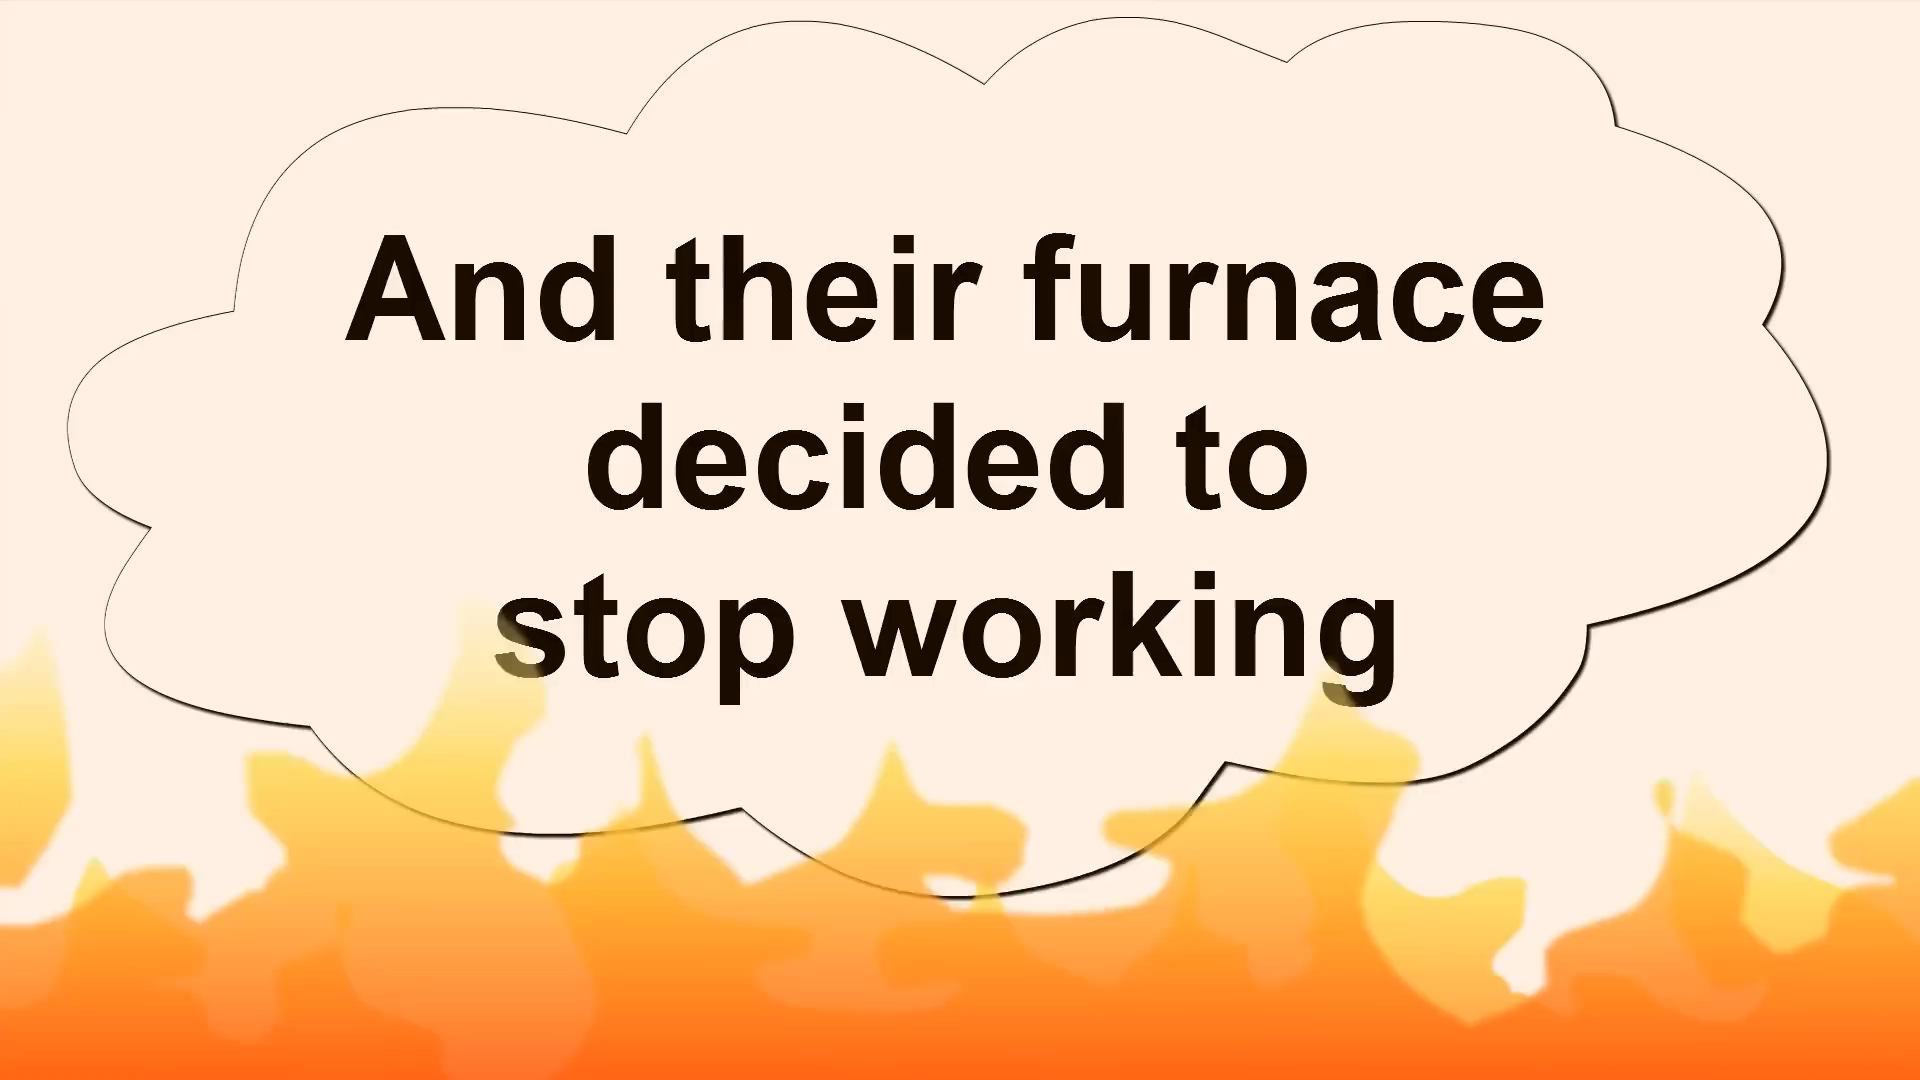 And their furnace
decided to
stop working